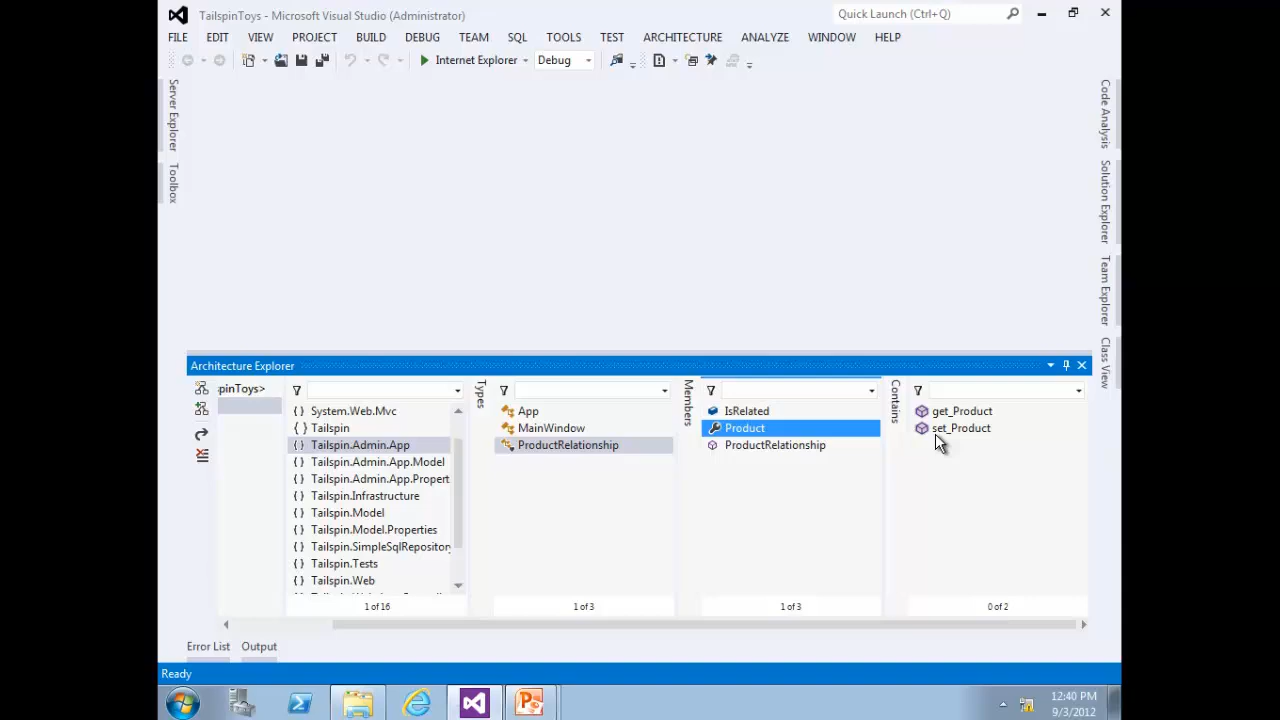 TailspinToys - Microsoft Visual Studio (Administrator)
Quick Launch (Ctrl+Q)
FILE EDIT VIEW PROJECT BUILD DEBUG TEAM SQL TOOLS TEST ARCHITECTURE ANALYZE WINDOW HELP
Internet Explorer Debug
Server Explorer
Toolbox
Code Analysis
Solution Explorer
Team Explorer
Class View
Architecture Explorer
pinToys>
System.Web.Mvc
Tailspin
Tailspin.Admin.App
Tailspin.Admin.App.Model
Tailspin.Admin.App.Propert
Tailspin.Infrastructure
Tailspin.Model
Tailspin.Model.Properties
Tailspin.SimpleSqlRepository
Tailspin.Tests
Tailspin.Web
1 of 16
Types
App
MainWindow
ProductRelationship
1 of 3
Members
IsRelated
Product
ProductRelationship
1 of 3
Contains
get_Product
set_Product
0 of 2
Error List Output
Ready
12:40 PM
9/3/2012